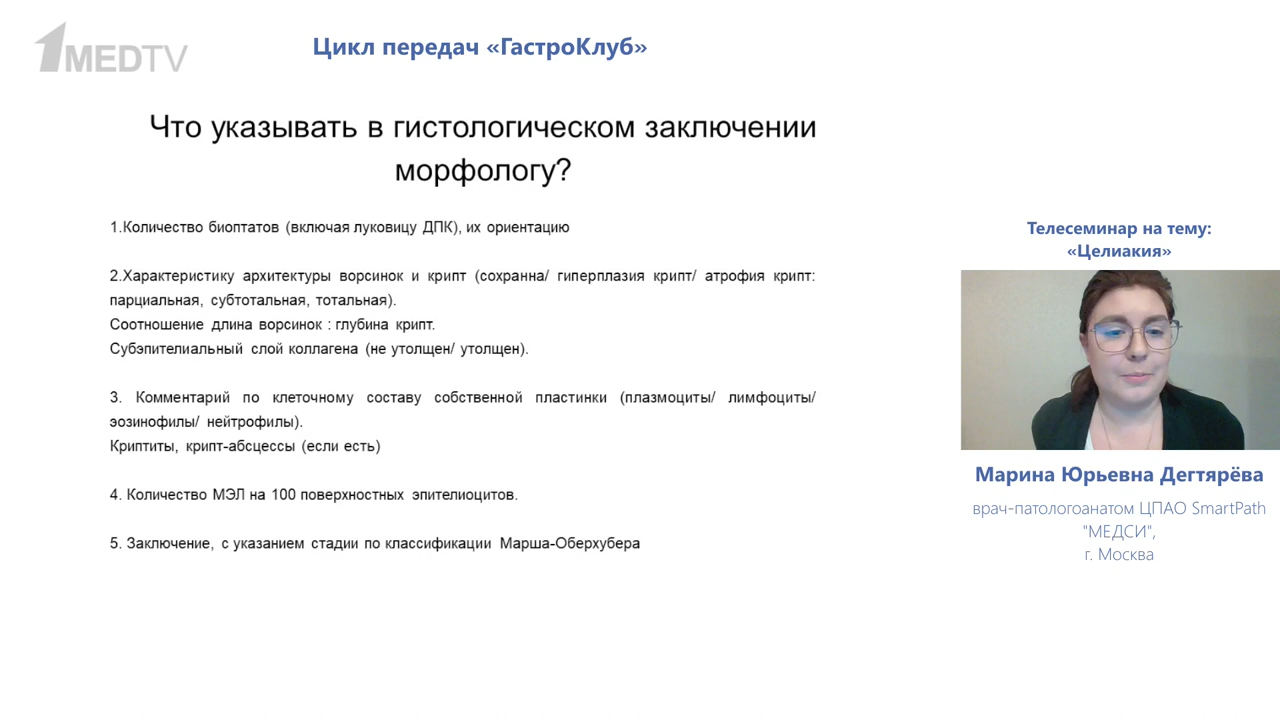 1MEDTV
Цикл передач «ГастроКлуб»
Что указывать в гистологическом заключении
морфологу?
1.Количество биоптатов (включая луковицу ДПК), их ориентацию
2.Характеристику архитектуры ворсинок и крипт (сохранна/ гиперплазия крипт/ атрофия крипт:
парциальная, субтотальная, тотальная).
Соотношение длина ворсинок : глубина крипт.
Субэпителиальный слой коллагена (не утолщен/ утолщен).
3. Комментарий по клеточному составу собственной пластинки (плазмоциты/ лимфоциты/
эозинофилы/ нейтрофилы).
Криптиты, крипт-абсцессы (если есть)
4. Количество МЭЛ на 100 поверхностных эпителиоцитов.
5. Заключение, с указанием стадии по классификации Марша-Оберхубера
Телесеминар на тему:
«Целиакия»
Марина Юрьевна Дегтярёва
врач-патологоанатом ЦПАО SmartPath
"МЕДСИ",
г. Москва